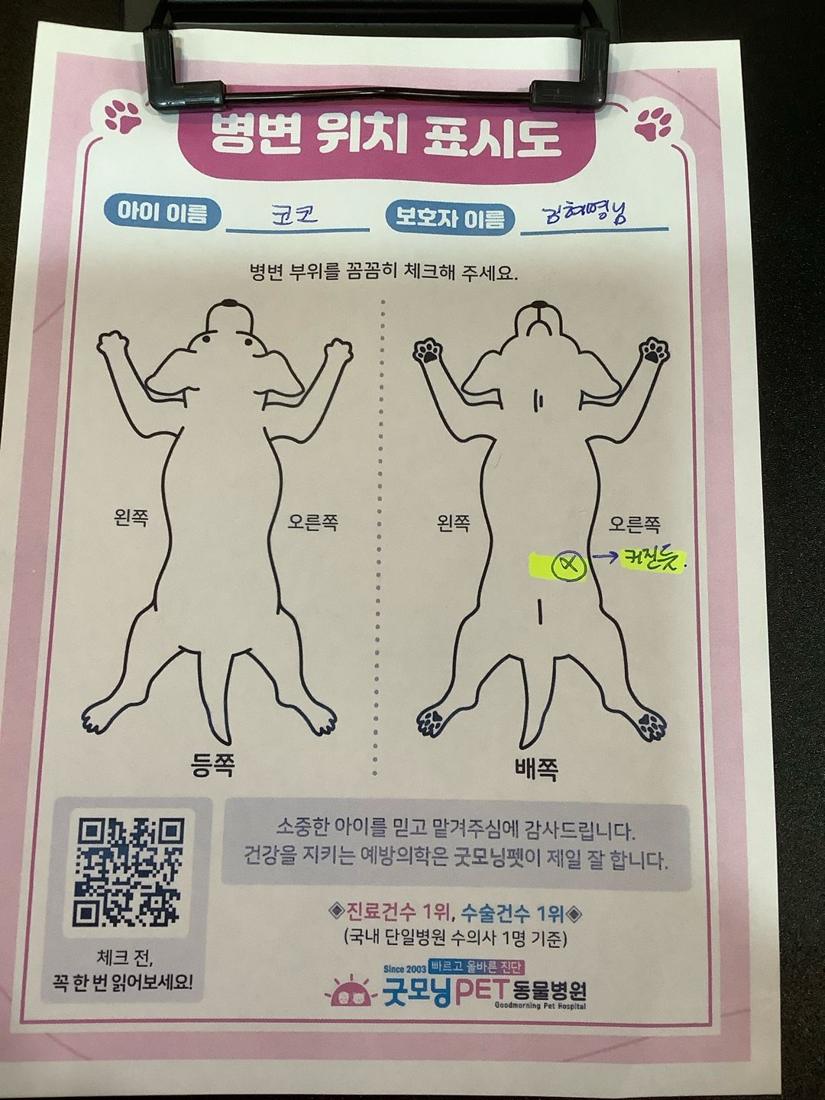 병변 위치 표시도
아이 이름 코코 보호자 이름 김현영님
병변 부위를 꼼꼼히 체크해 주세요.
왼쪽 오른쪽 왼쪽 오른쪽
→ 커질듯.
등쪽 배쪽
소중한 아이를 믿고 맡겨주심에 감사드립니다.
건강을 지키는 예방의학은 굿모닝펫이 제일 잘 합니다.
체크 전,
꼭 한 번 읽어보세요!
◈진료건수 1위, 수술건수 1위◈
(국내 단일병원 수의사 1명 기준)
Since 2003 빠르고 올바른 진단
굿모닝PET동물병원
Goodmorning Pet Hospital